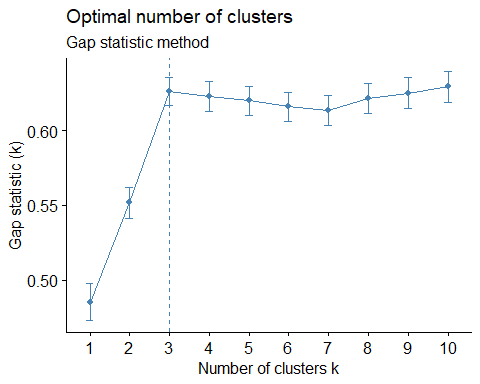 Optimal number of clusters
Gap statistic method
Gap statistic (k)
0.60
0.55
0.50
1 2 3 4 5 6 7 8 9 10
Number of clusters k